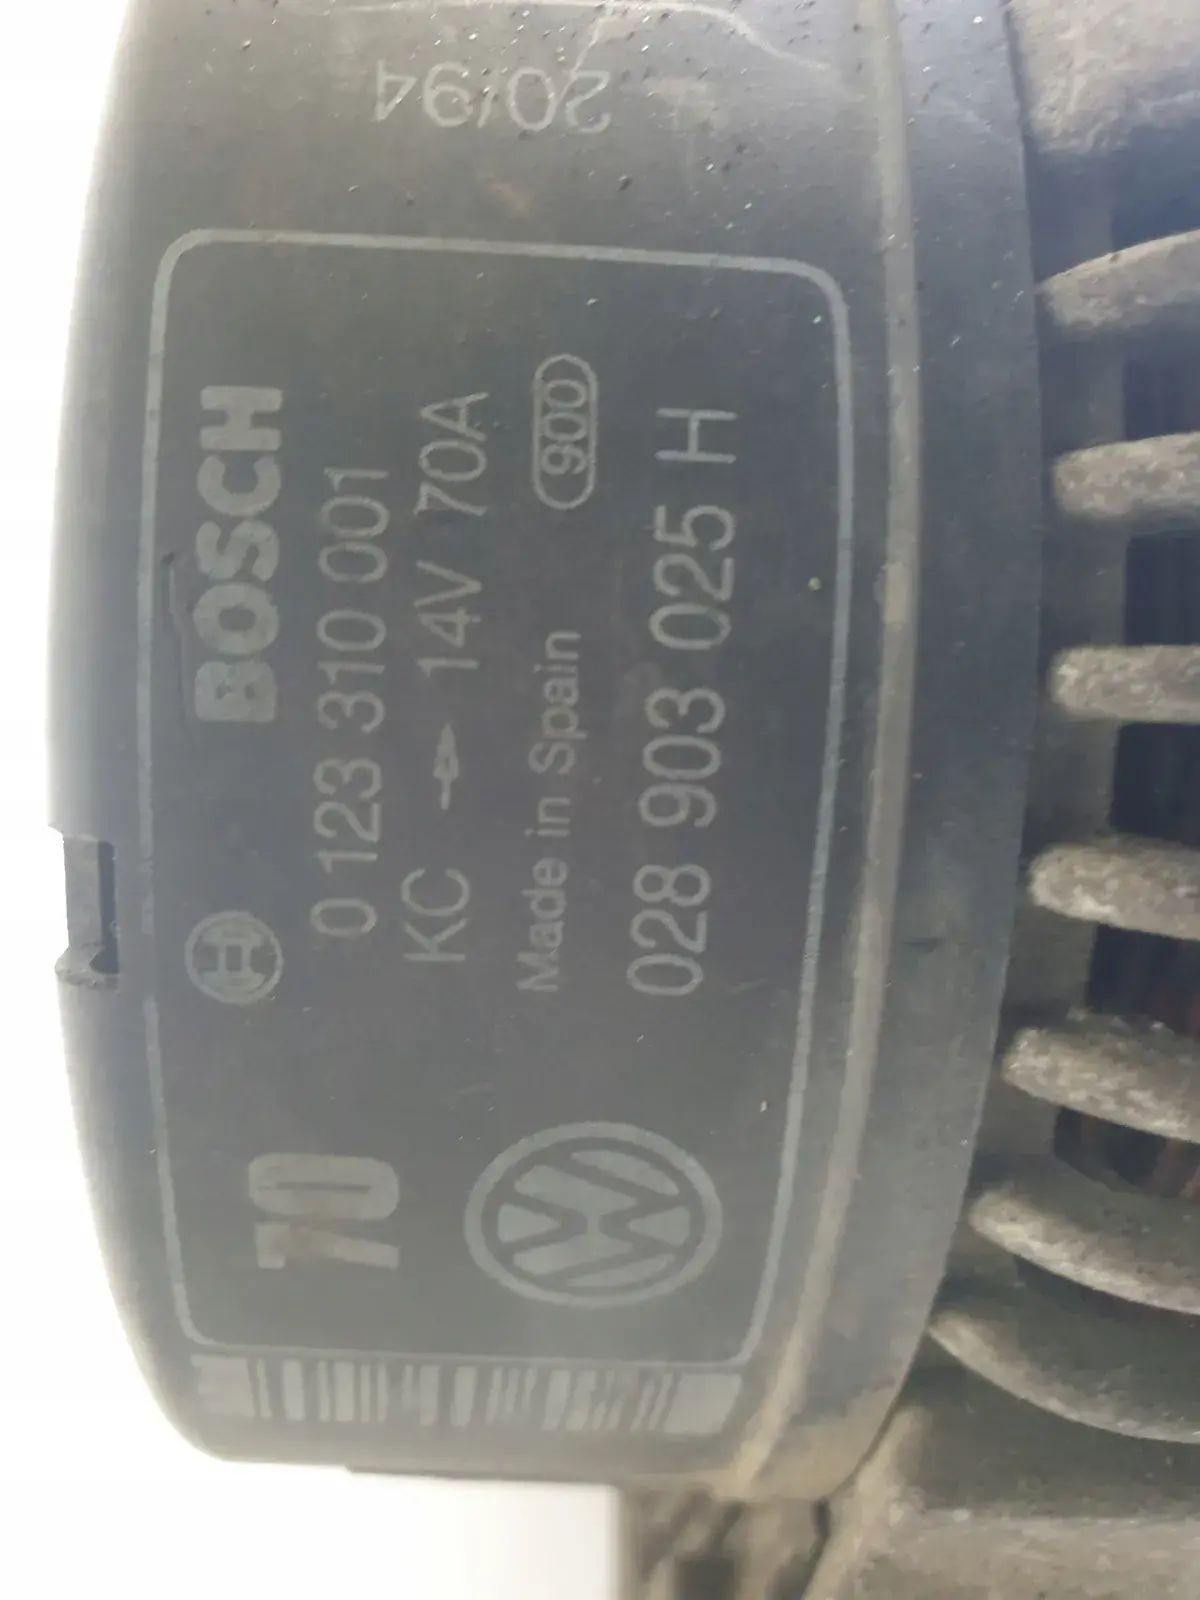 BOSCH
0 123 310 001
KC → 14V 70A
Made in Spain 900
028 903 025 H
70
20/94